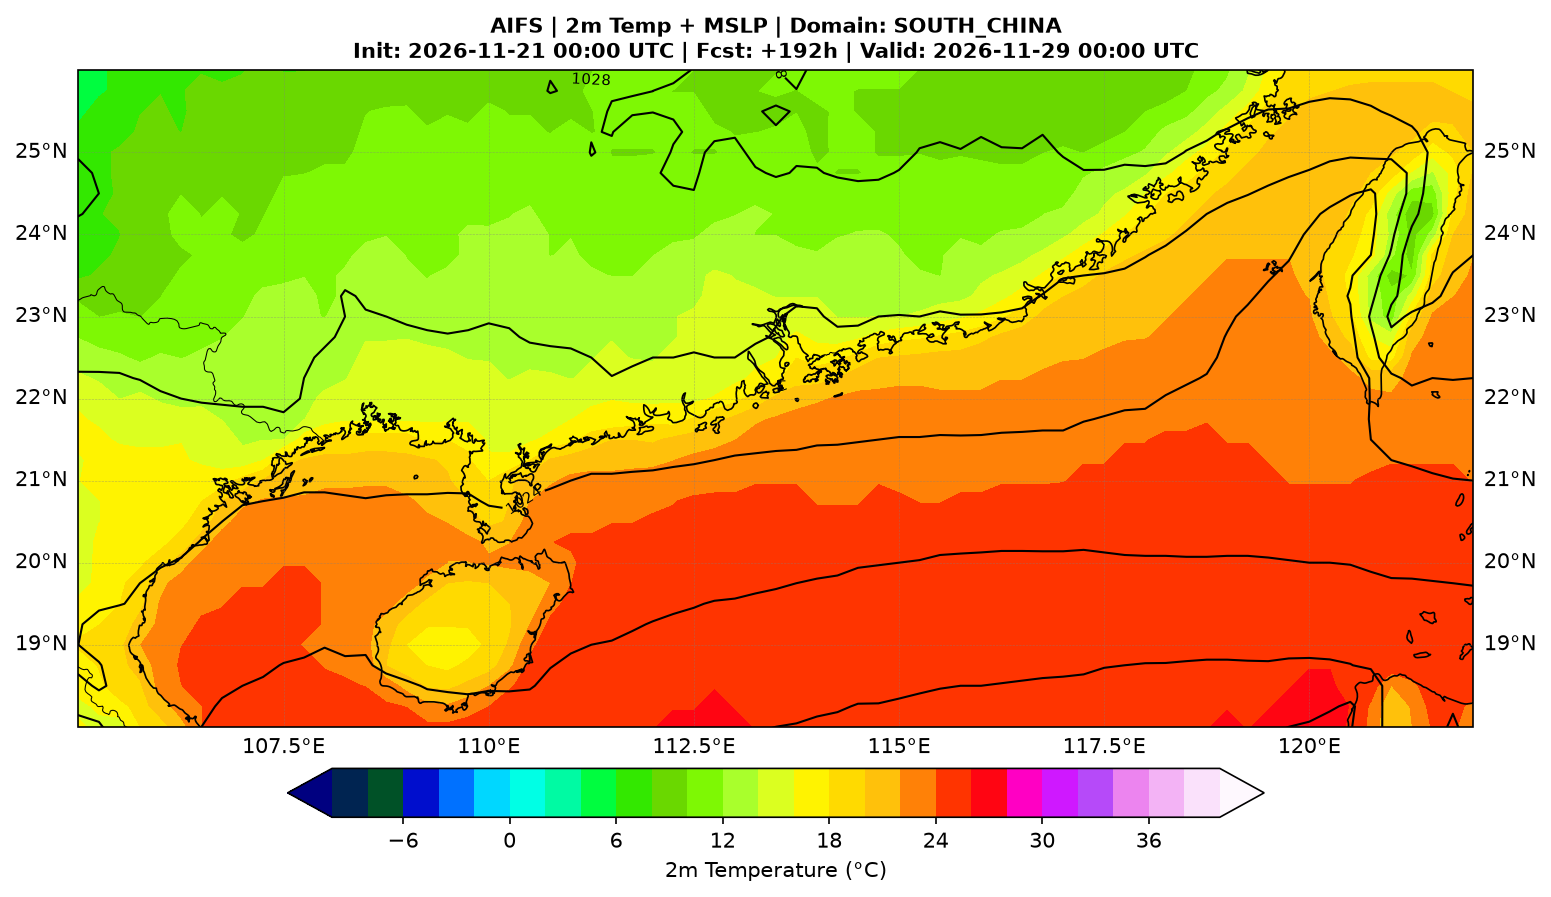 AIFS | 2m Temp + MSLP | Domain: SOUTH_CHINA
Init: 2026-11-21 00:00 UTC | Fcst: +192h | Valid: 2026-11-29 00:00 UTC
1028
25°N 25°N
24°N 24°N
23°N 23°N
22°N 22°N
21°N 21°N
20°N 20°N
19°N 19°N
107.5°E 110°E 112.5°E 115°E 117.5°E 120°E
−6 0 6 12 18 24 30 36
2m Temperature (°C)